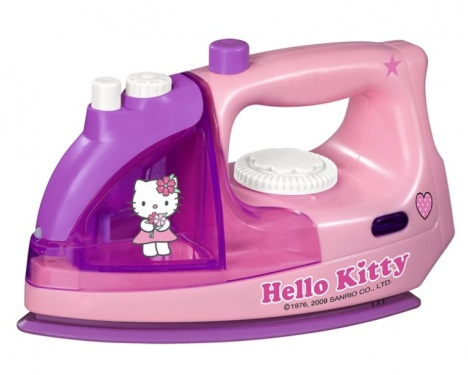 Hello Kitty
©1976, 2009 SANRIO CO., LTD.